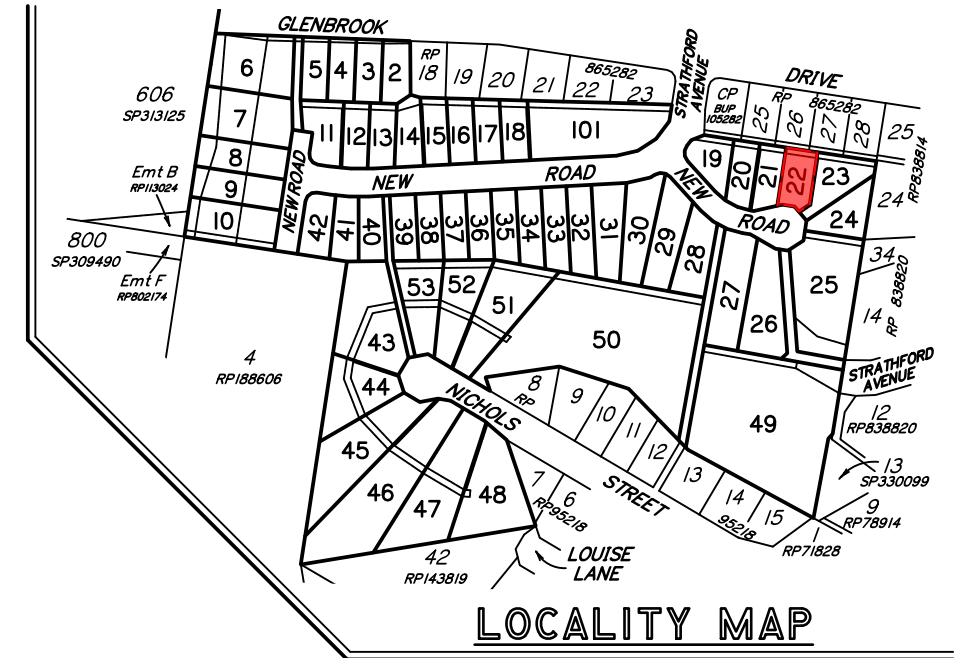 GLENBROOK
DRIVE
STRATHFORD
AVENUE
RP
18 19 20 21 22 23
865282
CP
BUP
105282
RP
865282
25 26 27 28
25
RP838814
24
6
5 4 3 2
606
SP313125
7
11 12 13 14 15 16 17 18
101
19 20 21 22 23
24
8
9
10
Emt B
RP113024
NEW ROAD
NEW ROAD
NEW ROAD
800
SP309490
Emt F
RP802174
42 41 40 39 38 37 36 35 34 33 32 31 30 29 28
27
26
25
34
14
RP 838820
53 52 51
50
4
RP188606
43
44
45
46
47
48
NICHOLS
STREET
8
RP
9 10 11 12 13 14 15
95218
49
STRATHFORD
AVENUE
12
RP838820
13
SP330099
9
RP78914
RP71828
7
6
RP95218
42
RP143819
LOUISE
LANE
LOCALITY MAP